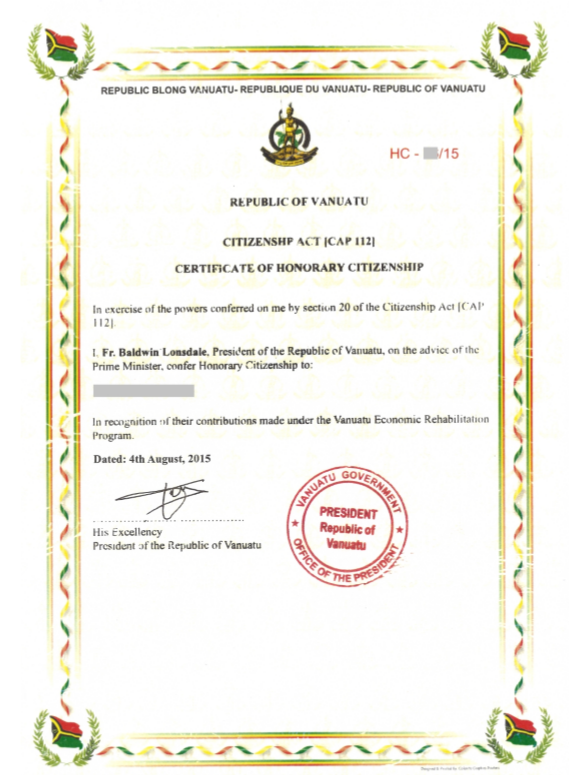 REPUBLIC BLONG VANUATU- REPUBLIQUE DU VANUATU- REPUBLIC OF VANUATU
HC - /15
REPUBLIC OF VANUATU
CITIZENSHP ACT [CAP 112]
CERTIFICATE OF HONORARY CITIZENSHIP
In exercise of the powers conferred on me by section 20 of the Citizenship Act [CAP
112].
I, Fr. Baldwin Lonsdale, President of the Republic of Vanuatu, on the advice of the
Prime Minister, confer Honorary Citizenship to:
In recognition of their contributions made under the Vanuatu Economic Rehabilitation
Program.
Dated: 4th August, 2015
His Excellency
President of the Republic of Vanuatu
VANUATU GOVERNMENT
PRESIDENT
Republic of
Vanuatu
OFFICE OF THE PRESIDENT